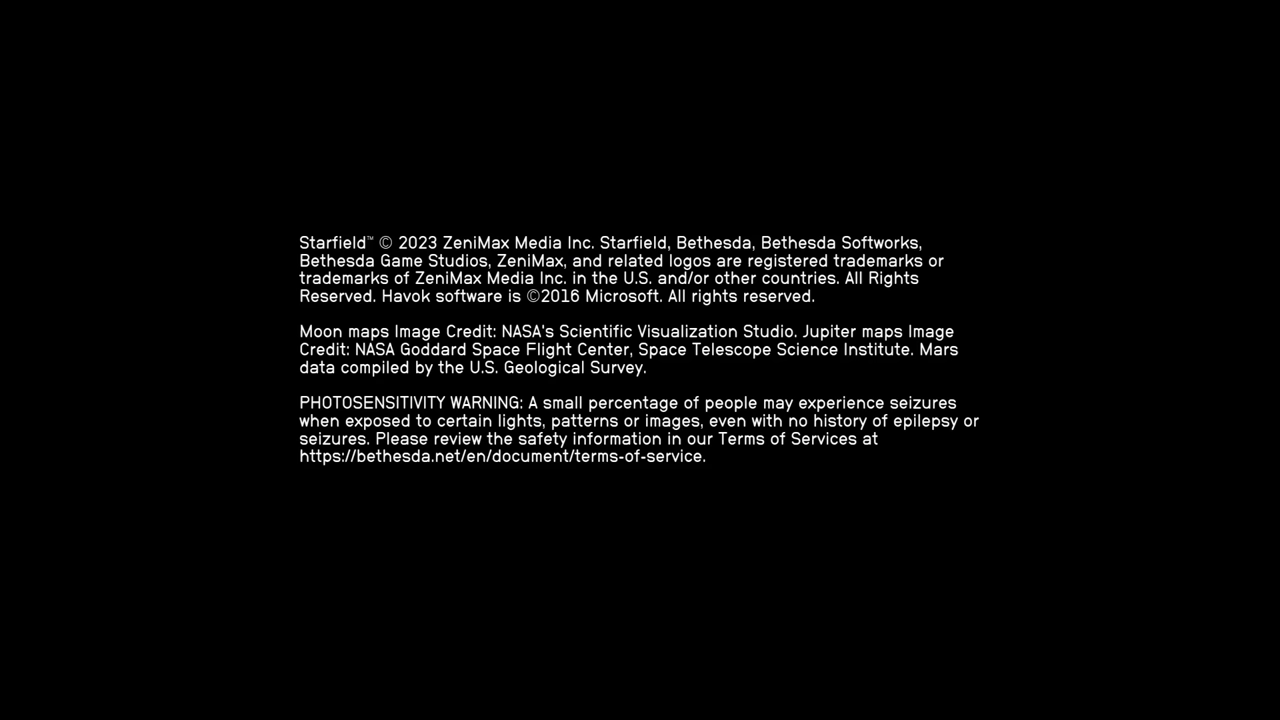 Starfield™ © 2023 ZeniMax Media Inc. Starfield, Bethesda, Bethesda Softworks,
Bethesda Game Studios, ZeniMax, and related logos are registered trademarks or
trademarks of ZeniMax Media Inc. in the U.S. and/or other countries. All Rights
Reserved. Havok software is ©2016 Microsoft. All rights reserved.
Moon maps Image Credit: NASA's Scientific Visualization Studio. Jupiter maps Image
Credit: NASA Goddard Space Flight Center, Space Telescope Science Institute. Mars
data compiled by the U.S. Geological Survey.
PHOTOSENSITIVITY WARNING: A small percentage of people may experience seizures
when exposed to certain lights, patterns or images, even with no history of epilepsy or
seizures. Please review the safety information in our Terms of Services at
https://bethesda.net/en/document/terms-of-service.